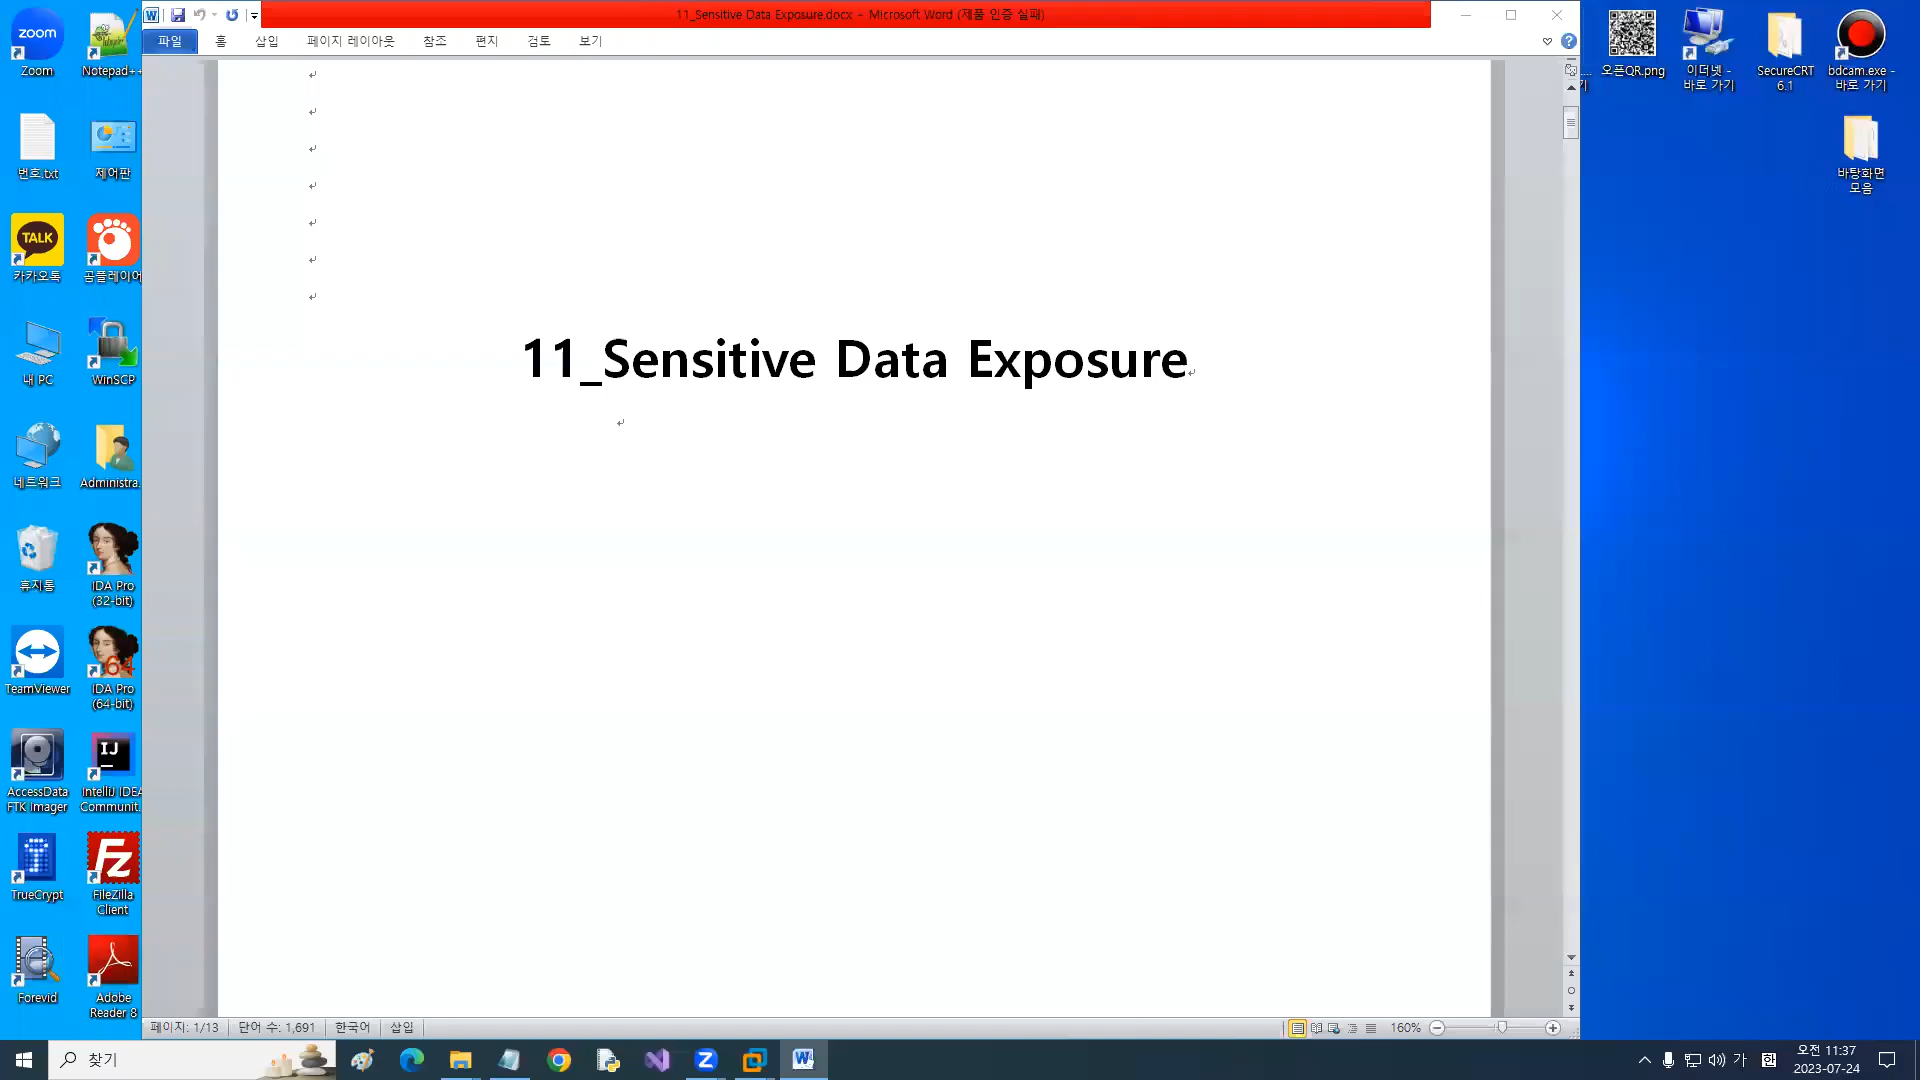 11_Sensitive Data Exposure.docx - Microsoft Word (제품 인증 실패)
파일 홈 삽입 페이지 레이아웃 참조 편지 검토 보기
11_Sensitive Data Exposure
페이지: 1/13 단어 수: 1,691 한국어 삽입
160%
zoom
Zoom
Notepad++
번호.txt
제어판
TALK
카카오톡
곰플레이어
내 PC
WinSCP
네트워크
Administra...
휴지통
IDA Pro
(32-bit)
TeamViewer
64
IDA Pro
(64-bit)
AccessData
FTK Imager
IJ
IntelliJ IDEA
Communit...
TrueCrypt
FZ
FileZilla
Client
Forevid
Adobe
Reader 8
오픈QR.png
이더넷 -
바로 가기
SecureCRT
6.1
bdcam.exe -
바로 가기
바탕화면
모음
찾기
가
한
오전 11:37
2023-07-24